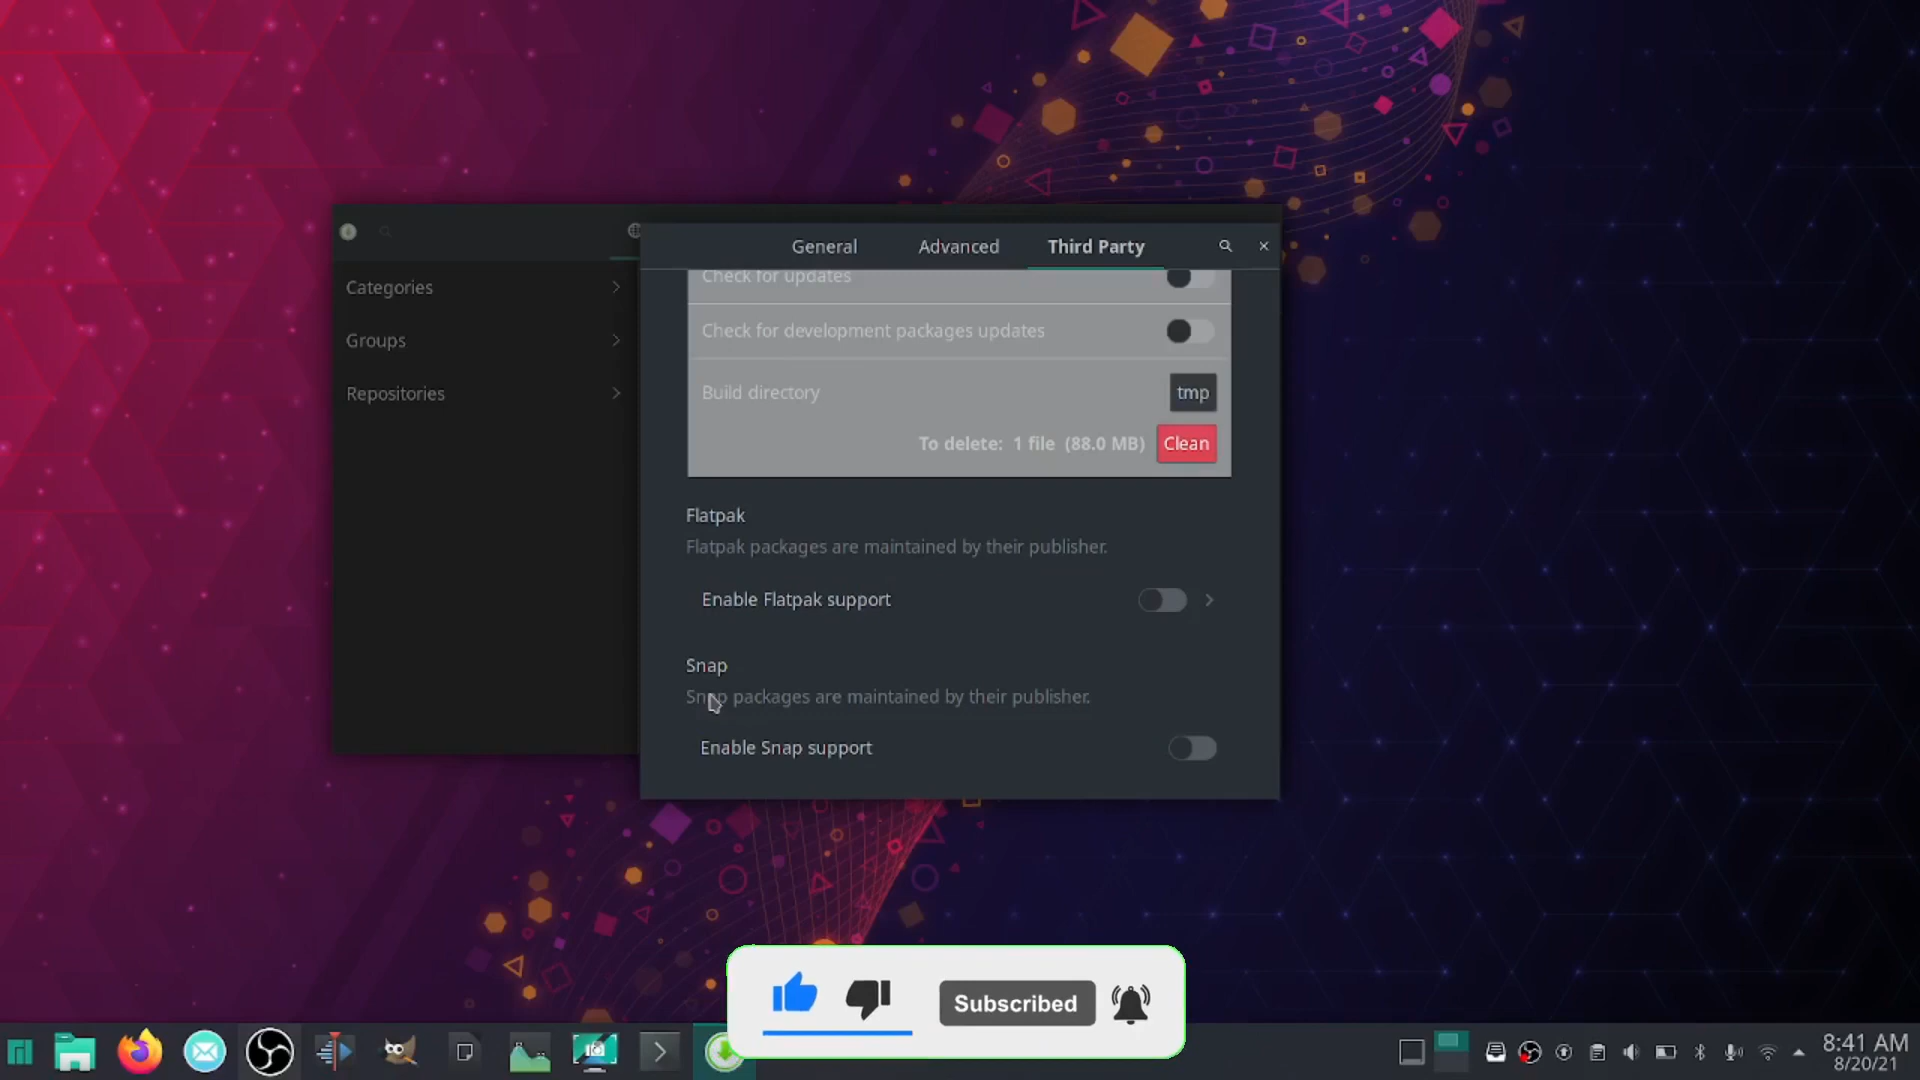 General
Advanced
Third Party
Categories
Groups
Repositories
Check for updates
Check for development packages updates
Build directory
tmp
To delete: 1 file (88.0 MB)
Clean
Flatpak
Flatpak packages are maintained by their publisher.
Enable Flatpak support
Snap
Snap packages are maintained by their publisher.
Enable Snap support
Subscribed
8:41 AM
8/20/21